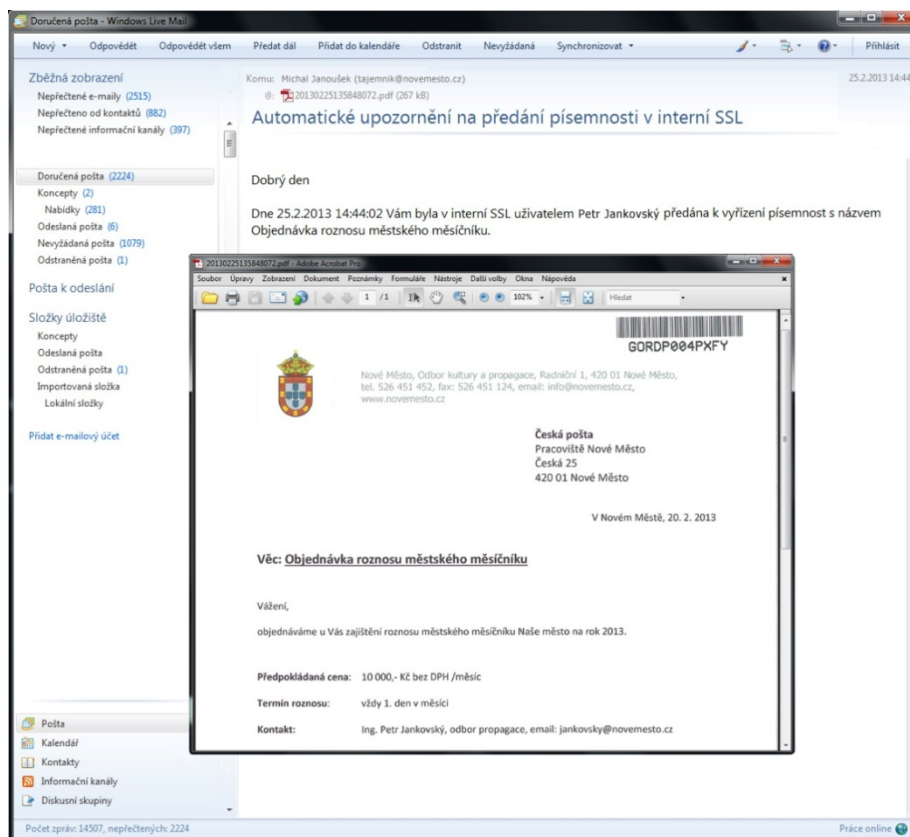 Doručená pošta - Windows Live Mail
Nový Odpovědět Odpovědět všem Předat dál Přidat do kalendáře Odstranit Nevyžádaná Synchronizovat Přihlásit
Zběžná zobrazení
Nepřečtené e-maily (2515)
Nepřečteno od kontaktů (882)
Nepřečtené informační kanály (397)
Doručená pošta (2224)
Koncepty (2)
Nabídky (281)
Odeslaná pošta (6)
Nevyžádaná pošta (1079)
Odstraněná pošta (1)
Pošta k odeslání
Složky úložiště
Koncepty
Odeslaná pošta
Odstraněná pošta (1)
Importovaná složka
Lokální složky
Přidat e-mailový účet
Pošta
Kalendář
Kontakty
Informační kanály
Diskusní skupiny
Komu: Michal Janoušek (tajemnik@novemesto.cz) 25.2.2013 14:44
20130225135848072.pdf (267 kB)
Automatické upozornění na předání písemnosti v interní SSL
Dobrý den
Dne 25.2.2013 14:44:02 Vám byla v interní SSL uživatelem Petr Jankovský předána k vyřízení písemnost s názvem
Objednávka roznosu městského měsíčníku.
20130225135848072.pdf - Adobe Acrobat Pro
Soubor Úpravy Zobrazení Dokument Poznámky Formuláře Nástroje Další volby Okna Nápověda
1 /1 102% Hledat
GORDP004PXFY
Nové Město, Odbor kultury a propagace, Radniční 1, 420 01 Nové Město,
tel. 526 451 452, fax: 526 451 124, email: info@novemesto.cz,
www.novemesto.cz
Česká pošta
Pracoviště Nové Město
Česká 25
420 01 Nové Město
V Novém Městě, 20. 2. 2013
Věc: Objednávka roznosu městského měsíčníku
Vážení,
objednáváme u Vás zajištění roznosu městského měsíčníku Naše město na rok 2013.
Předpokládaná cena: 10 000,- Kč bez DPH /měsíc
Termín roznosu: vždy 1. den v měsíci
Kontakt: Ing. Petr Jankovský, odbor propagace, email: jankovsky@novemesto.cz
Počet zpráv: 14507, nepřečtených: 2224 Práce online